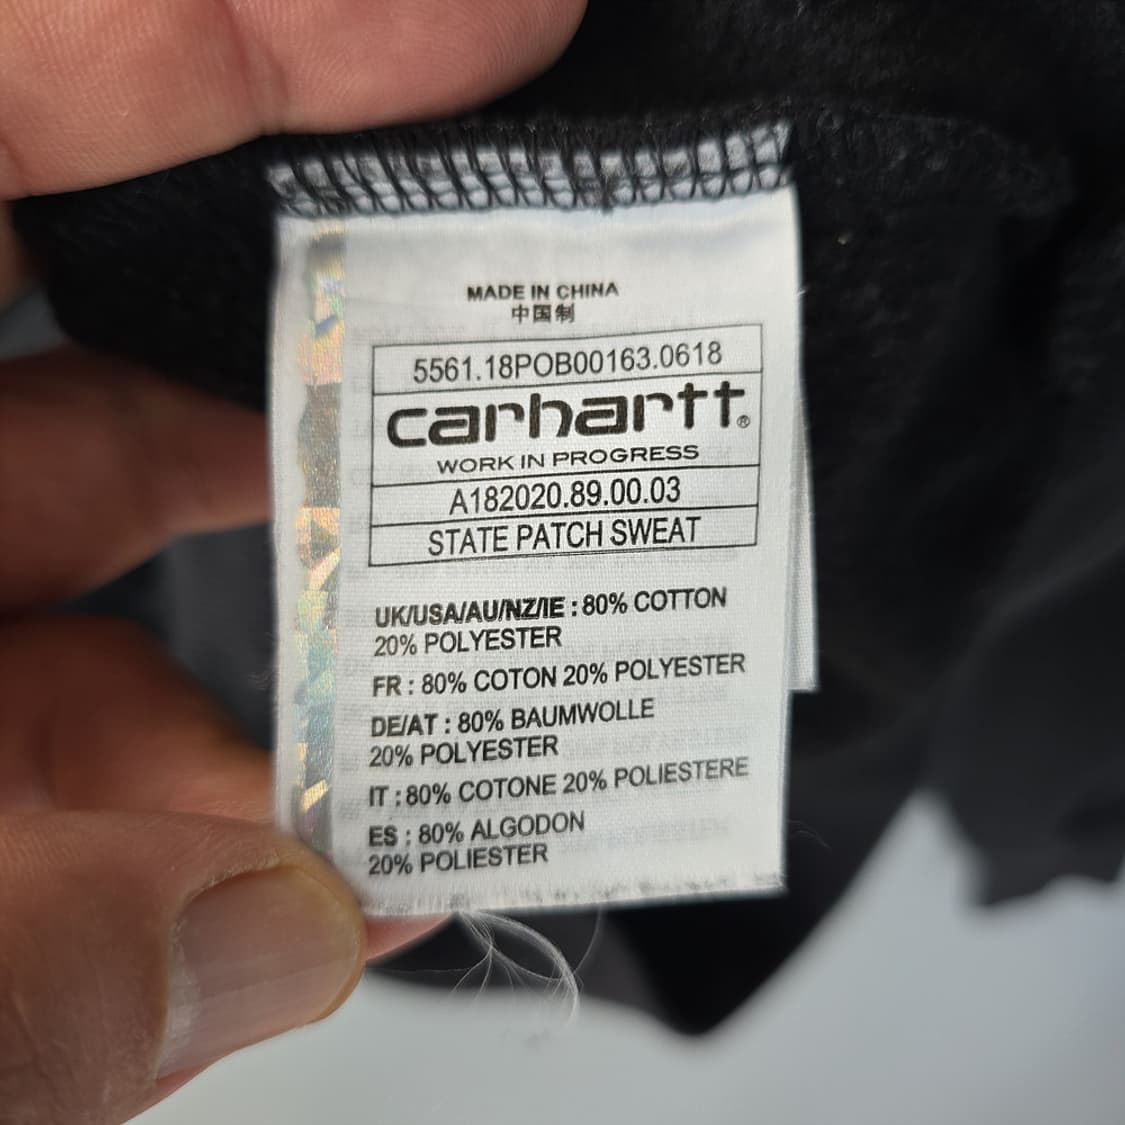 MADE IN CHINA
中国制
5561.18POB00163.0618
carhartt®
WORK IN PROGRESS
A182020.89.00.03
STATE PATCH SWEAT
UK/USA/AU/NZ/IE : 80% COTTON
20% POLYESTER
FR : 80% COTON 20% POLYESTER
DE/AT : 80% BAUMWOLLE
20% POLYESTER
IT : 80% COTONE 20% POLIESTERE
ES : 80% ALGODON
20% POLIESTER